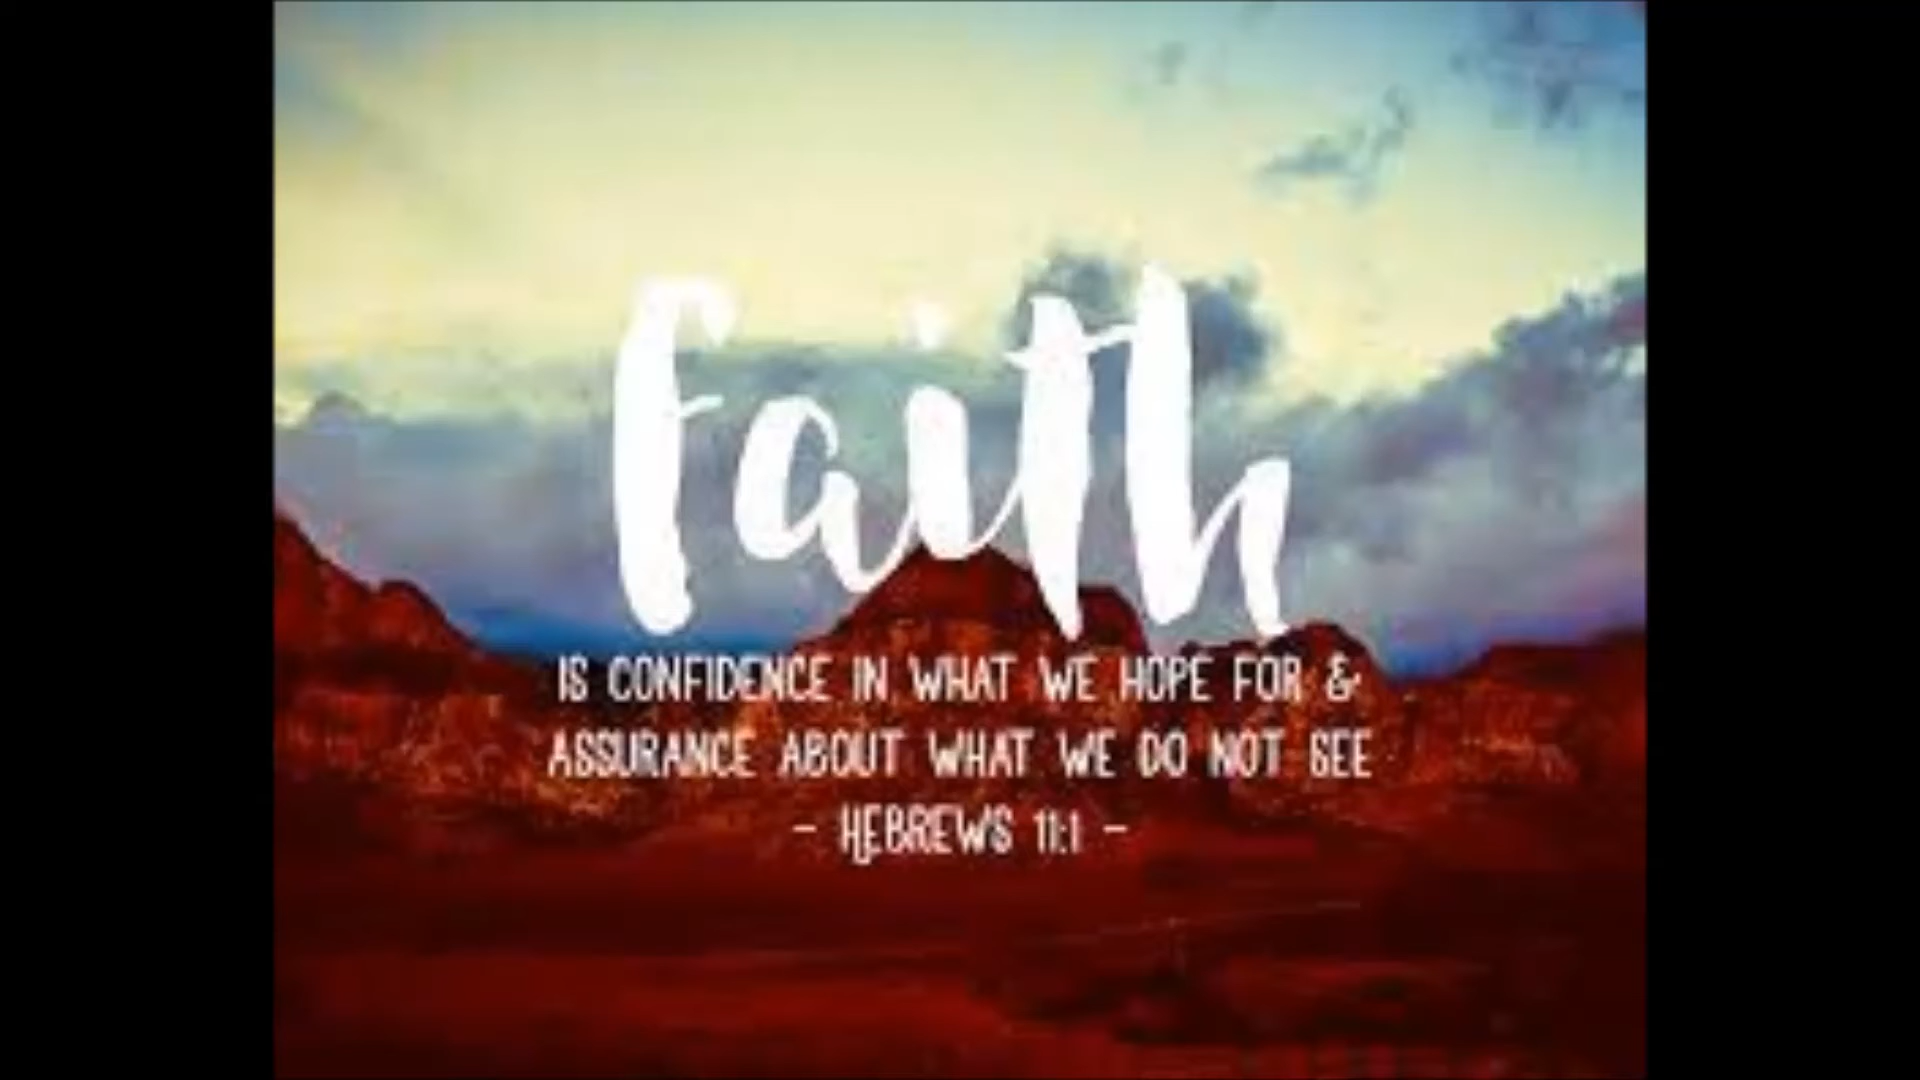 faith
IS CONFIDENCE IN WHAT WE HOPE FOR &
ASSURANCE ABOUT WHAT WE DO NOT SEE
- HEBREWS 11:1 -